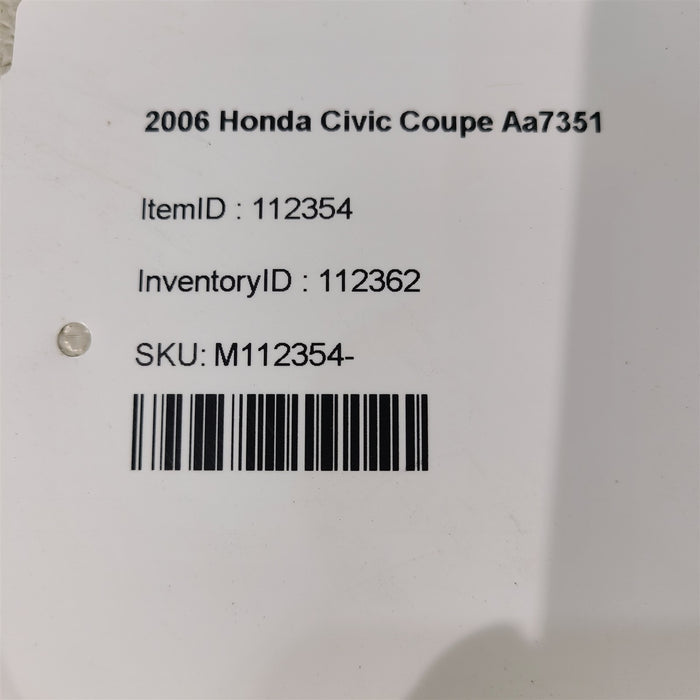 2006 Honda Civic Coupe Aa7351
ItemID : 112354
InventoryID : 112362
SKU: M112354-